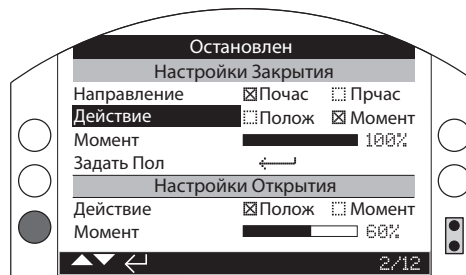 Остановлен
Настройки Закрытия
Направление Почас Прчас
Действие Полож Момент
Момент 100%
Задать Пол
Настройки Открытия
Действие Полож Момент
Момент 60%
2/12